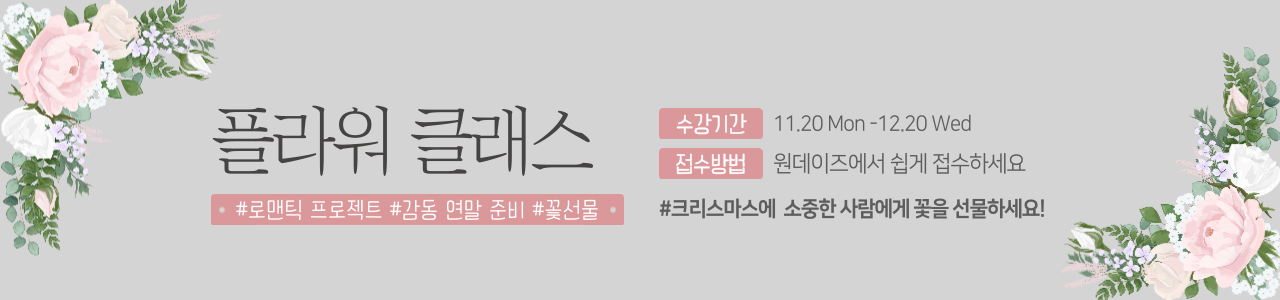 플라워 클래스
#로맨틱 프로젝트 #감동 연말 준비 #꽃선물
수강기간 11.20 Mon -12.20 Wed
접수방법 원데이즈에서 쉽게 접수하세요
#크리스마스에 소중한 사람에게 꽃을 선물하세요!